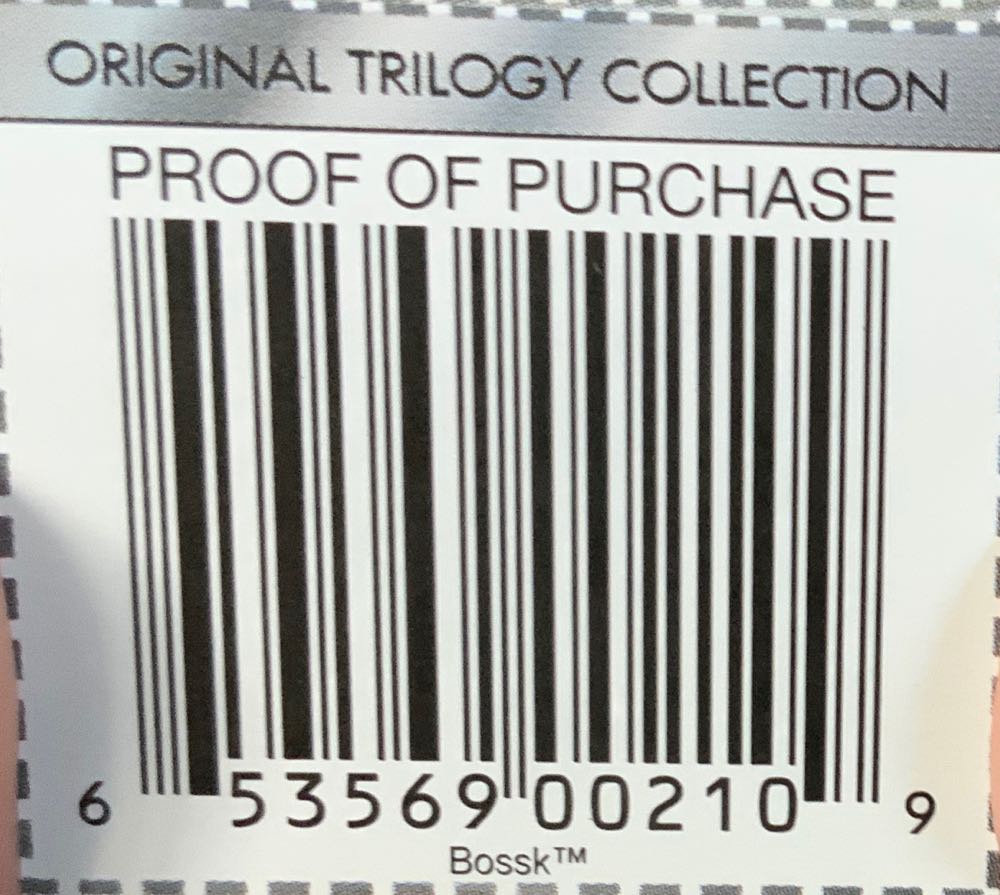 ORIGINAL TRILOGY COLLECTION
PROOF OF PURCHASE
6 53569 00210 9
Bossk™